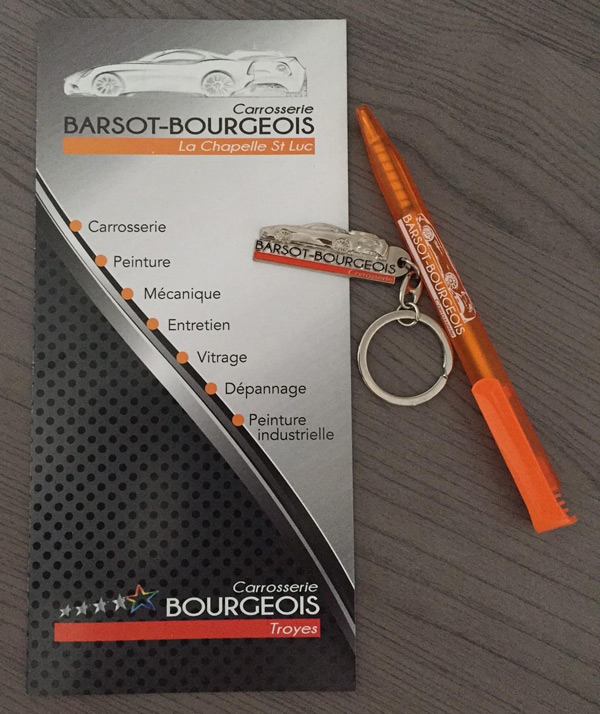 Carrosserie
BARSOT-BOURGEOIS
La Chapelle St Luc
Carrosserie
Peinture
Mécanique
Entretien
Vitrage
Dépannage
Peinture
industrielle
Carrosserie
BOURGEOIS
Troyes
BARSOT-BOURGEOIS
Carrosserie
BARSOT-BOURGEOIS